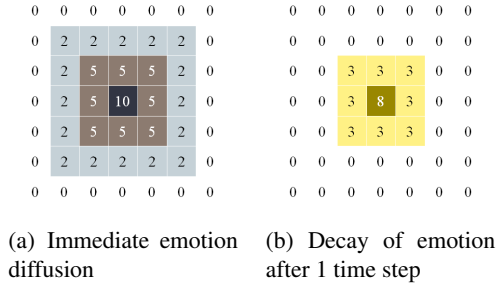 0 0 0 0 0 0 0
0 2 2 2 2 2 0
0 2 5 5 5 2 0
0 2 5 10 5 2 0
0 2 5 5 5 2 0
0 2 2 2 2 2 0
0 0 0 0 0 0 0
(a) Immediate emotion
diffusion
0 0 0 0 0 0 0
0 0 0 0 0 0 0
0 0 3 3 3 0 0
0 0 3 8 3 0 0
0 0 3 3 3 0 0
0 0 0 0 0 0 0
0 0 0 0 0 0 0
(b) Decay of emotion
after 1 time step